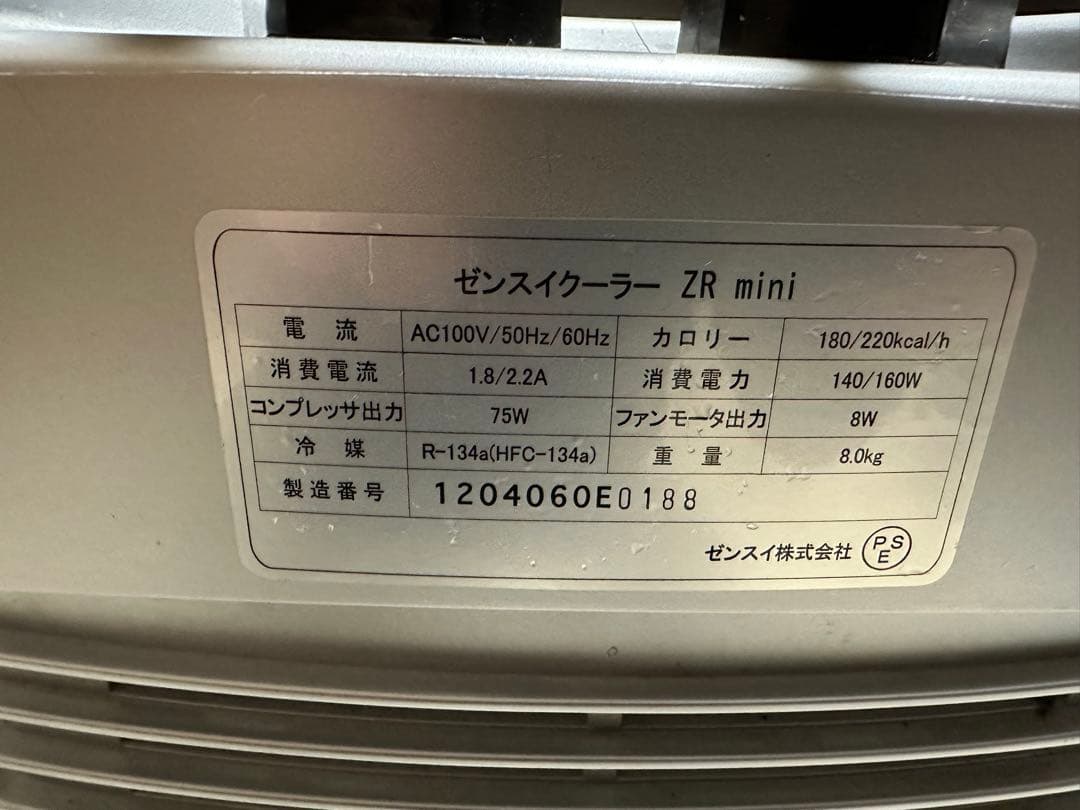 ゼンスイクーラー ZR mini
電流 AC100V/50Hz/60Hz カロリー 180/220kcal/h
消費電流 1.8/2.2A 消費電力 140/160W
コンプレッサ出力 75W ファンモータ出力 8W
冷媒 R-134a(HFC-134a) 重量 8.0kg
製造番号 1204060E0188
ゼンスイ株式会社 PSE